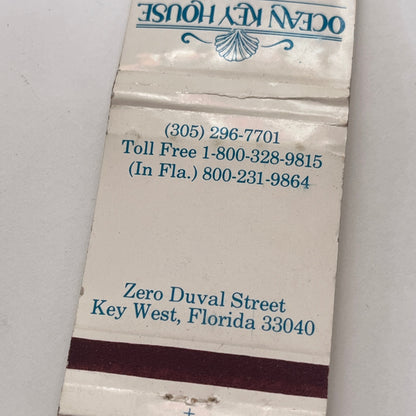 OCEAN KEY HOUSE
(305) 296-7701
Toll Free 1-800-328-9815
(In Fla.) 800-231-9864
Zero Duval Street
Key West, Florida 33040